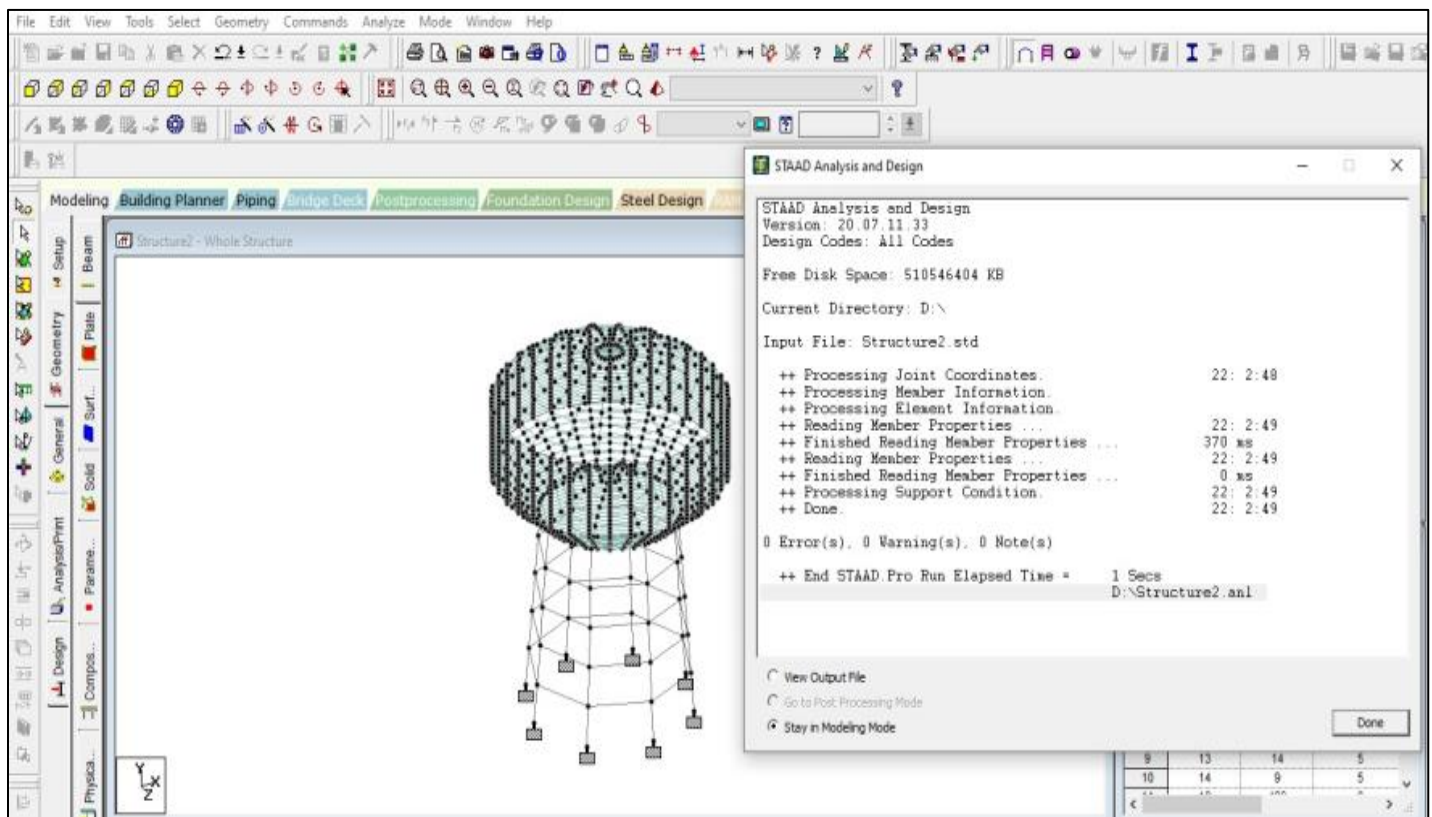 File Edit View Tools Select Geometry Commands Analyze Mode Window Help
Modeling Building Planner Piping Bridge Deck Postprocessing Foundation Design Steel Design
Setup
Geometry
General
Analysis/Print
Design
Beam
Plate
Surf...
Solid
Parame...
Compos...
Physica...
Structure2 - Whole Structure
Y
X
Z
STAAD Analysis and Design
STAAD Analysis and Design
Version: 20.07.11.33
Design Codes: All Codes
Free Disk Space: 510546404 KB
Current Directory: D:\
Input File: Structure2.std
++ Processing Joint Coordinates. 22: 2:48
++ Processing Member Information.
++ Processing Element Information.
++ Reading Member Properties ... 22: 2:49
++ Finished Reading Member Properties ... 370 ms
++ Reading Member Properties ... 22: 2:49
++ Finished Reading Member Properties ... 0 ms
++ Processing Support Condition. 22: 2:49
++ Done. 22: 2:49
0 Error(s), 0 Warning(s), 0 Note(s)
++ End STAAD.Pro Run Elapsed Time = 1 Secs
D:\Structure2.anl
View Output File
Go to Post Processing Mode
Stay in Modeling Mode
Done
9 13 14 5
10 14 9 5